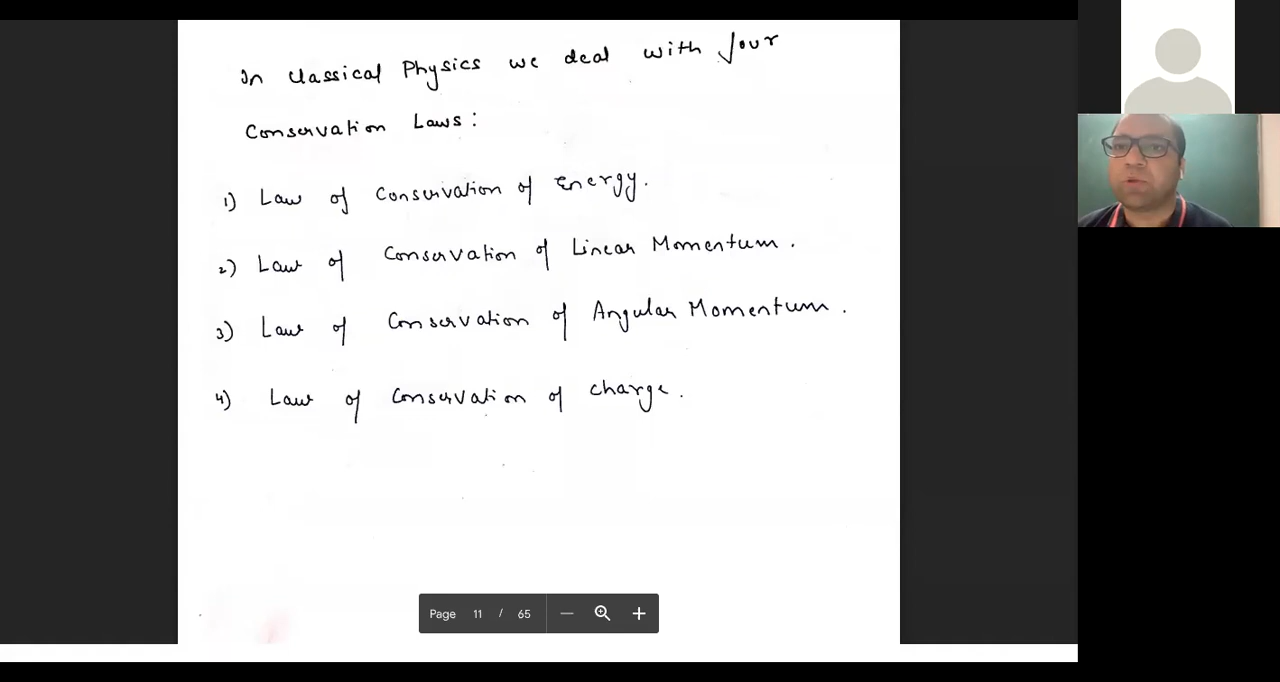 In Classical Physics we deal with four
Conservation Laws:
1) Law of Conservation of Energy.
2) Law of Conservation of Linear Momentum.
3) Law of Conservation of Angular Momentum.
4) Law of Conservation of charge.
Page 11 / 65